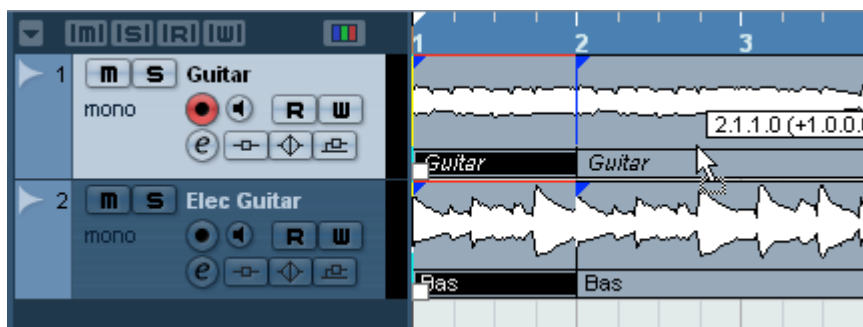 m S R W
1 2 3
1 m S Guitar
mono R W
e
2.1.1.0 (+1.0.0.
Guitar Guitar
2 m S Elec Guitar
mono R W
e
Bas Bas